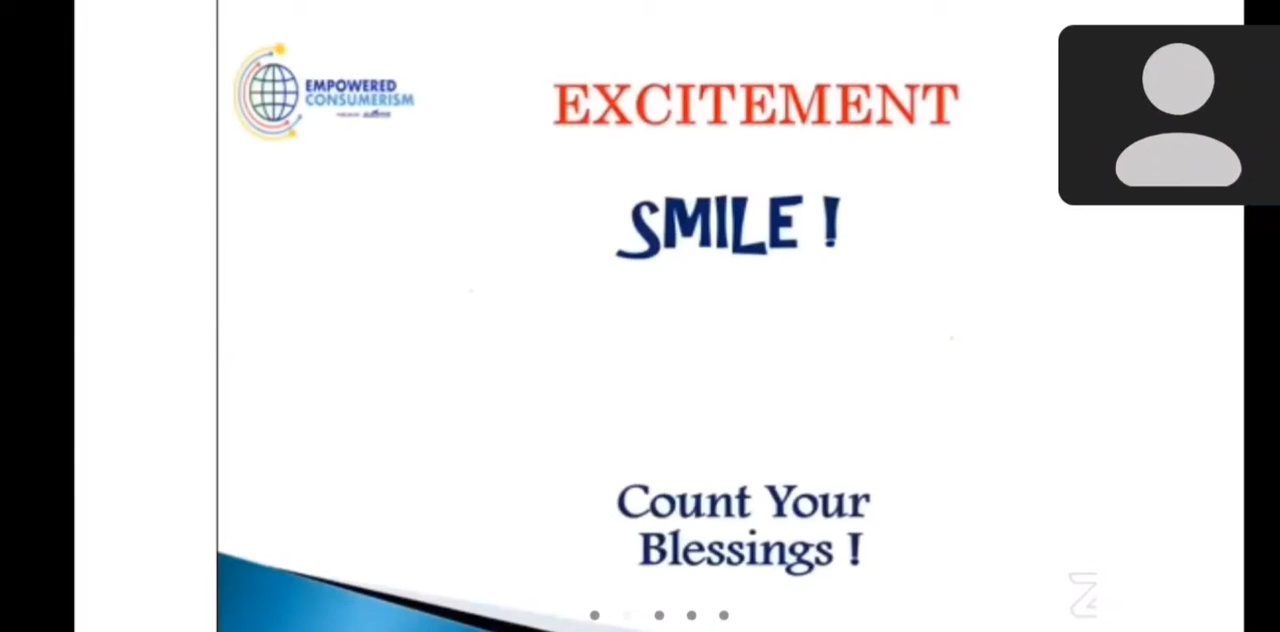 EMPOWERED
CONSUMERISM
EXCITEMENT
SMILE !
Count Your
Blessings !